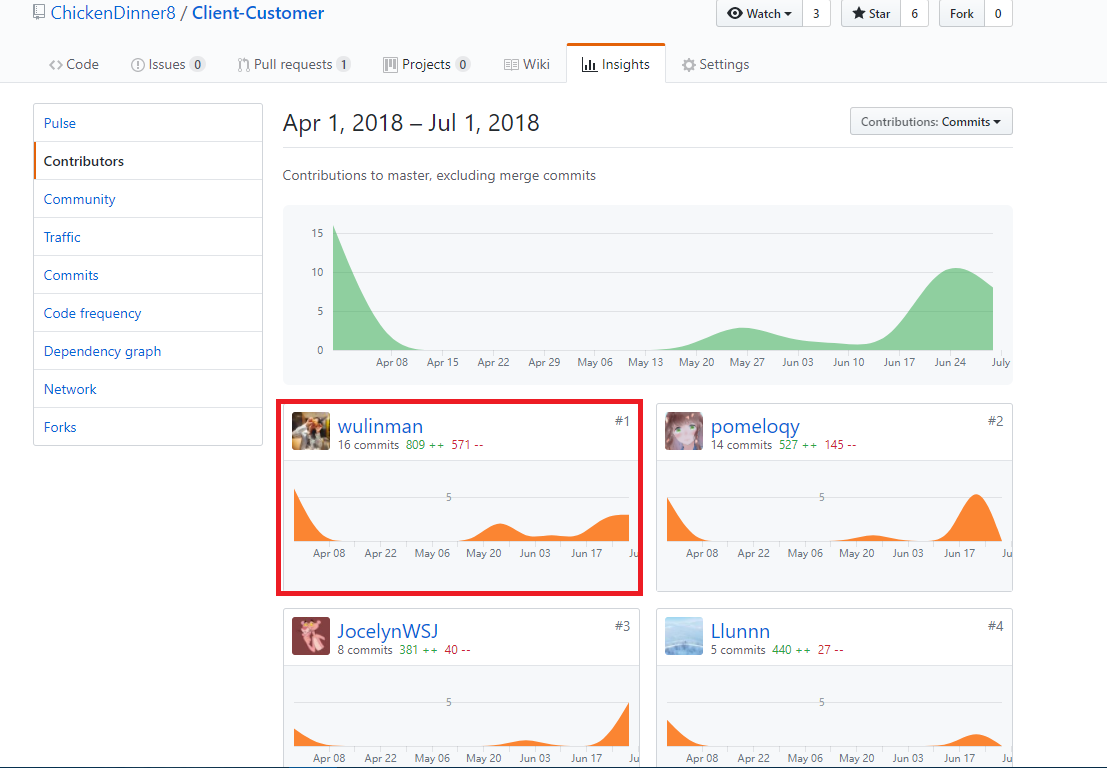 ChickenDinner8 / Client-Customer
Watch 3 Star 6 Fork 0
Code Issues 0 Pull requests 1 Projects 0 Wiki Insights Settings
Pulse
Contributors
Community
Traffic
Commits
Code frequency
Dependency graph
Network
Forks
Apr 1, 2018 – Jul 1, 2018
Contributions: Commits
Contributions to master, excluding merge commits
15
10
5
0
Apr 08 Apr 15 Apr 22 Apr 29 May 06 May 13 May 20 May 27 Jun 03 Jun 10 Jun 17 Jun 24 July
wulinman #1
16 commits 809 ++ 571 --
5
Apr 08 Apr 22 May 06 May 20 Jun 03 Jun 17 Ju
pomeloqy #2
14 commits 527 ++ 145 --
5
Apr 08 Apr 22 May 06 May 20 Jun 03 Jun 17 Ju
JocelynWSJ #3
8 commits 381 ++ 40 --
5
Apr 08 Apr 22 May 06 May 20 Jun 03 Jun 17 Ju
Llunnn #4
5 commits 440 ++ 27 --
5
Apr 08 Apr 22 May 06 May 20 Jun 03 Jun 17 Ju